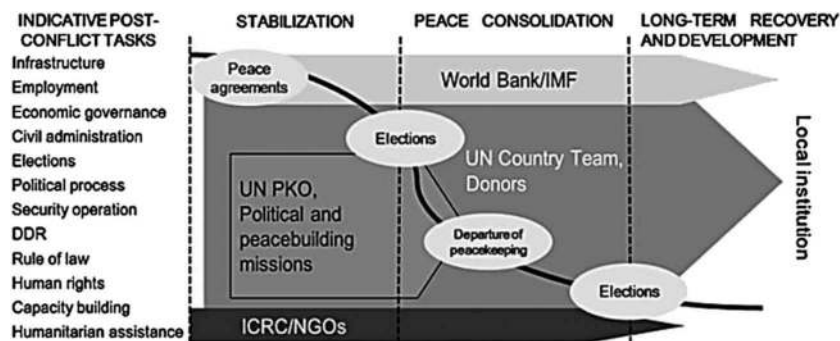 INDICATIVE POST-
CONFLICT TASKS
STABILIZATION
PEACE CONSOLIDATION
LONG-TERM RECOVERY
AND DEVELOPMENT
Infrastructure
Employment
Economic governance
Civil administration
Elections
Political process
Security operation
DDR
Rule of law
Human rights
Capacity building
Humanitarian assistance
Peace
agreements
World Bank/IMF
Elections
UN Country Team,
Donors
UN PKO,
Political and
peacebuilding
missions
Departure of
peacekeeping
Elections
ICRC/NGOs
Local institution